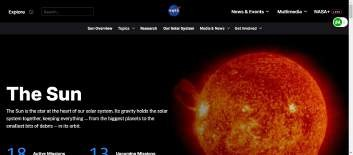 Explore
Search...
NASA
News & Events
Multimedia
NASA+
LIVE
Sun Overview
Topics
Research
Our Solar System
Media & News
Get Involved
The Sun
The Sun is the star at the heart of our solar system. Its gravity holds the solar
system together, keeping everything – from the biggest planets to the
smallest bits of debris – in its orbit.
18 Active Missions
13 Upcoming Missions